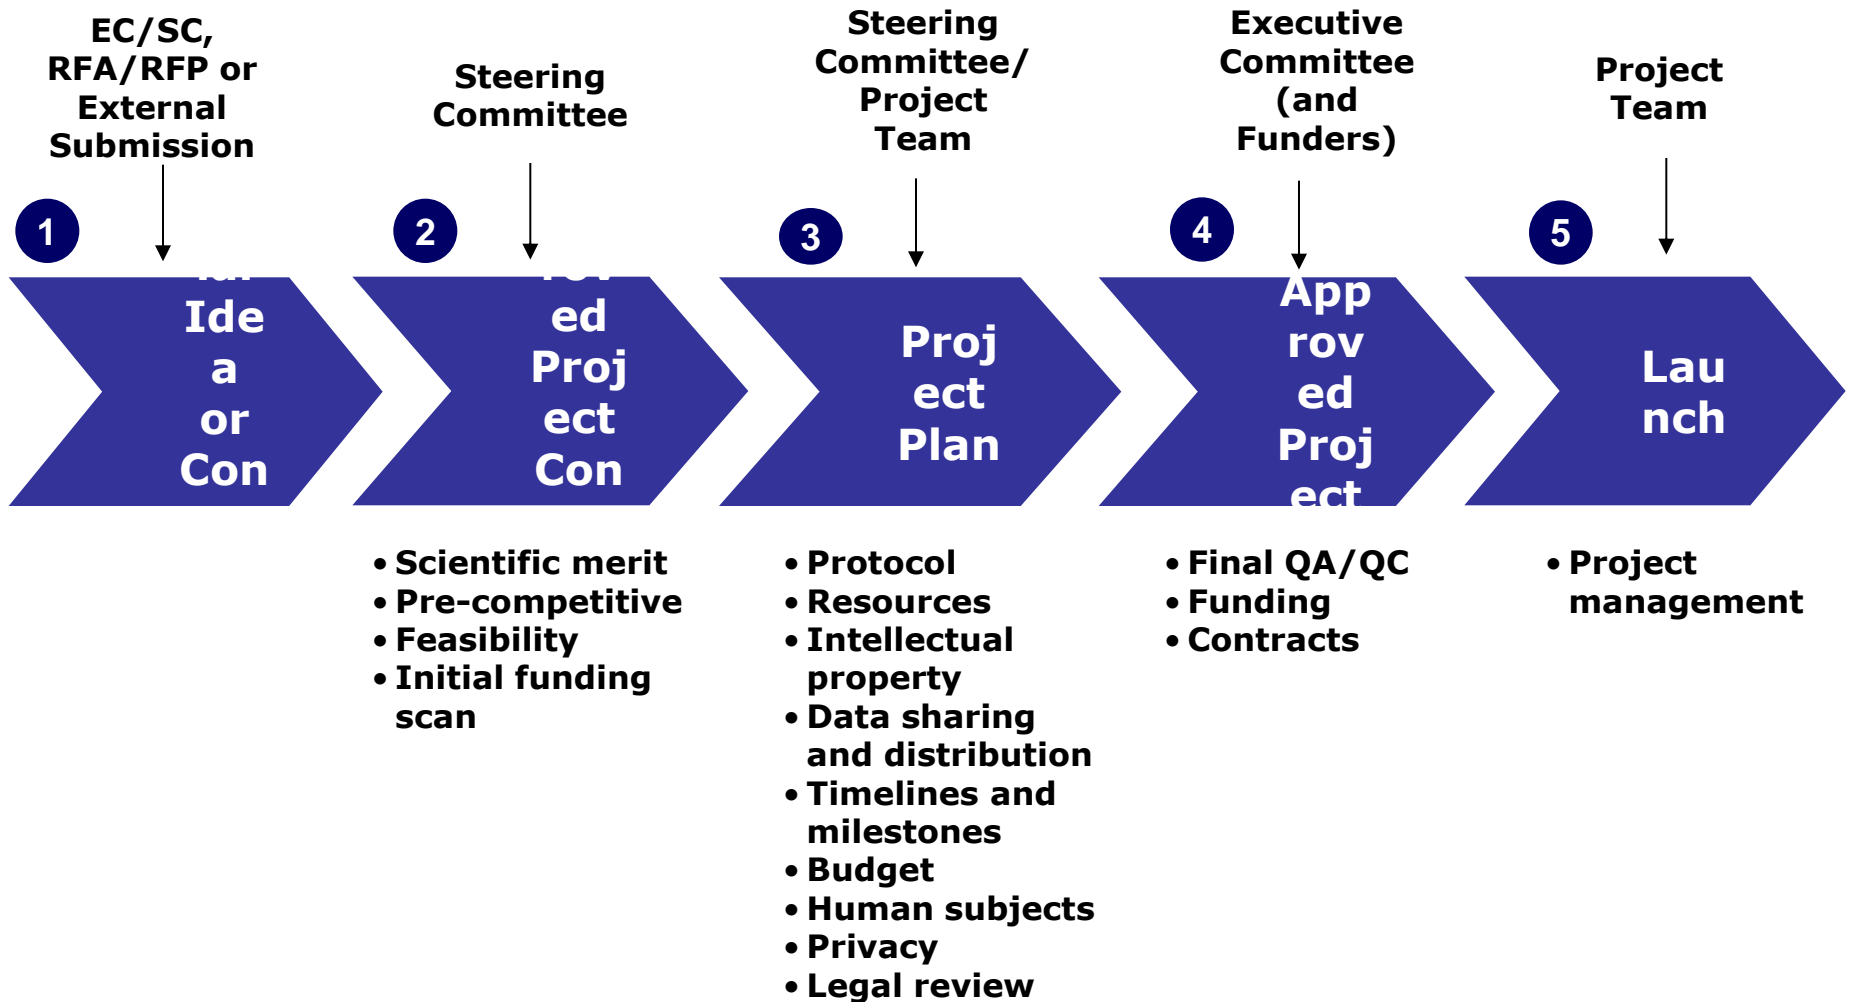 EC/SC,
RFA/RFP or
External
Submission
Steering
Committee
Steering
Committee/
Project
Team
Executive
Committee
(and
Funders)
Project
Team
1
2
3
4
5
Ide
a
or
Con
rov
ed
Proj
ect
Con
Proj
ect
Plan
App
rov
ed
Proj
ect
Lau
nch
• Scientific merit
• Pre-competitive
• Feasibility
• Initial funding
scan
• Protocol
• Resources
• Intellectual
property
• Data sharing
and distribution
• Timelines and
milestones
• Budget
• Human subjects
• Privacy
• Legal review
• Final QA/QC
• Funding
• Contracts
• Project
management